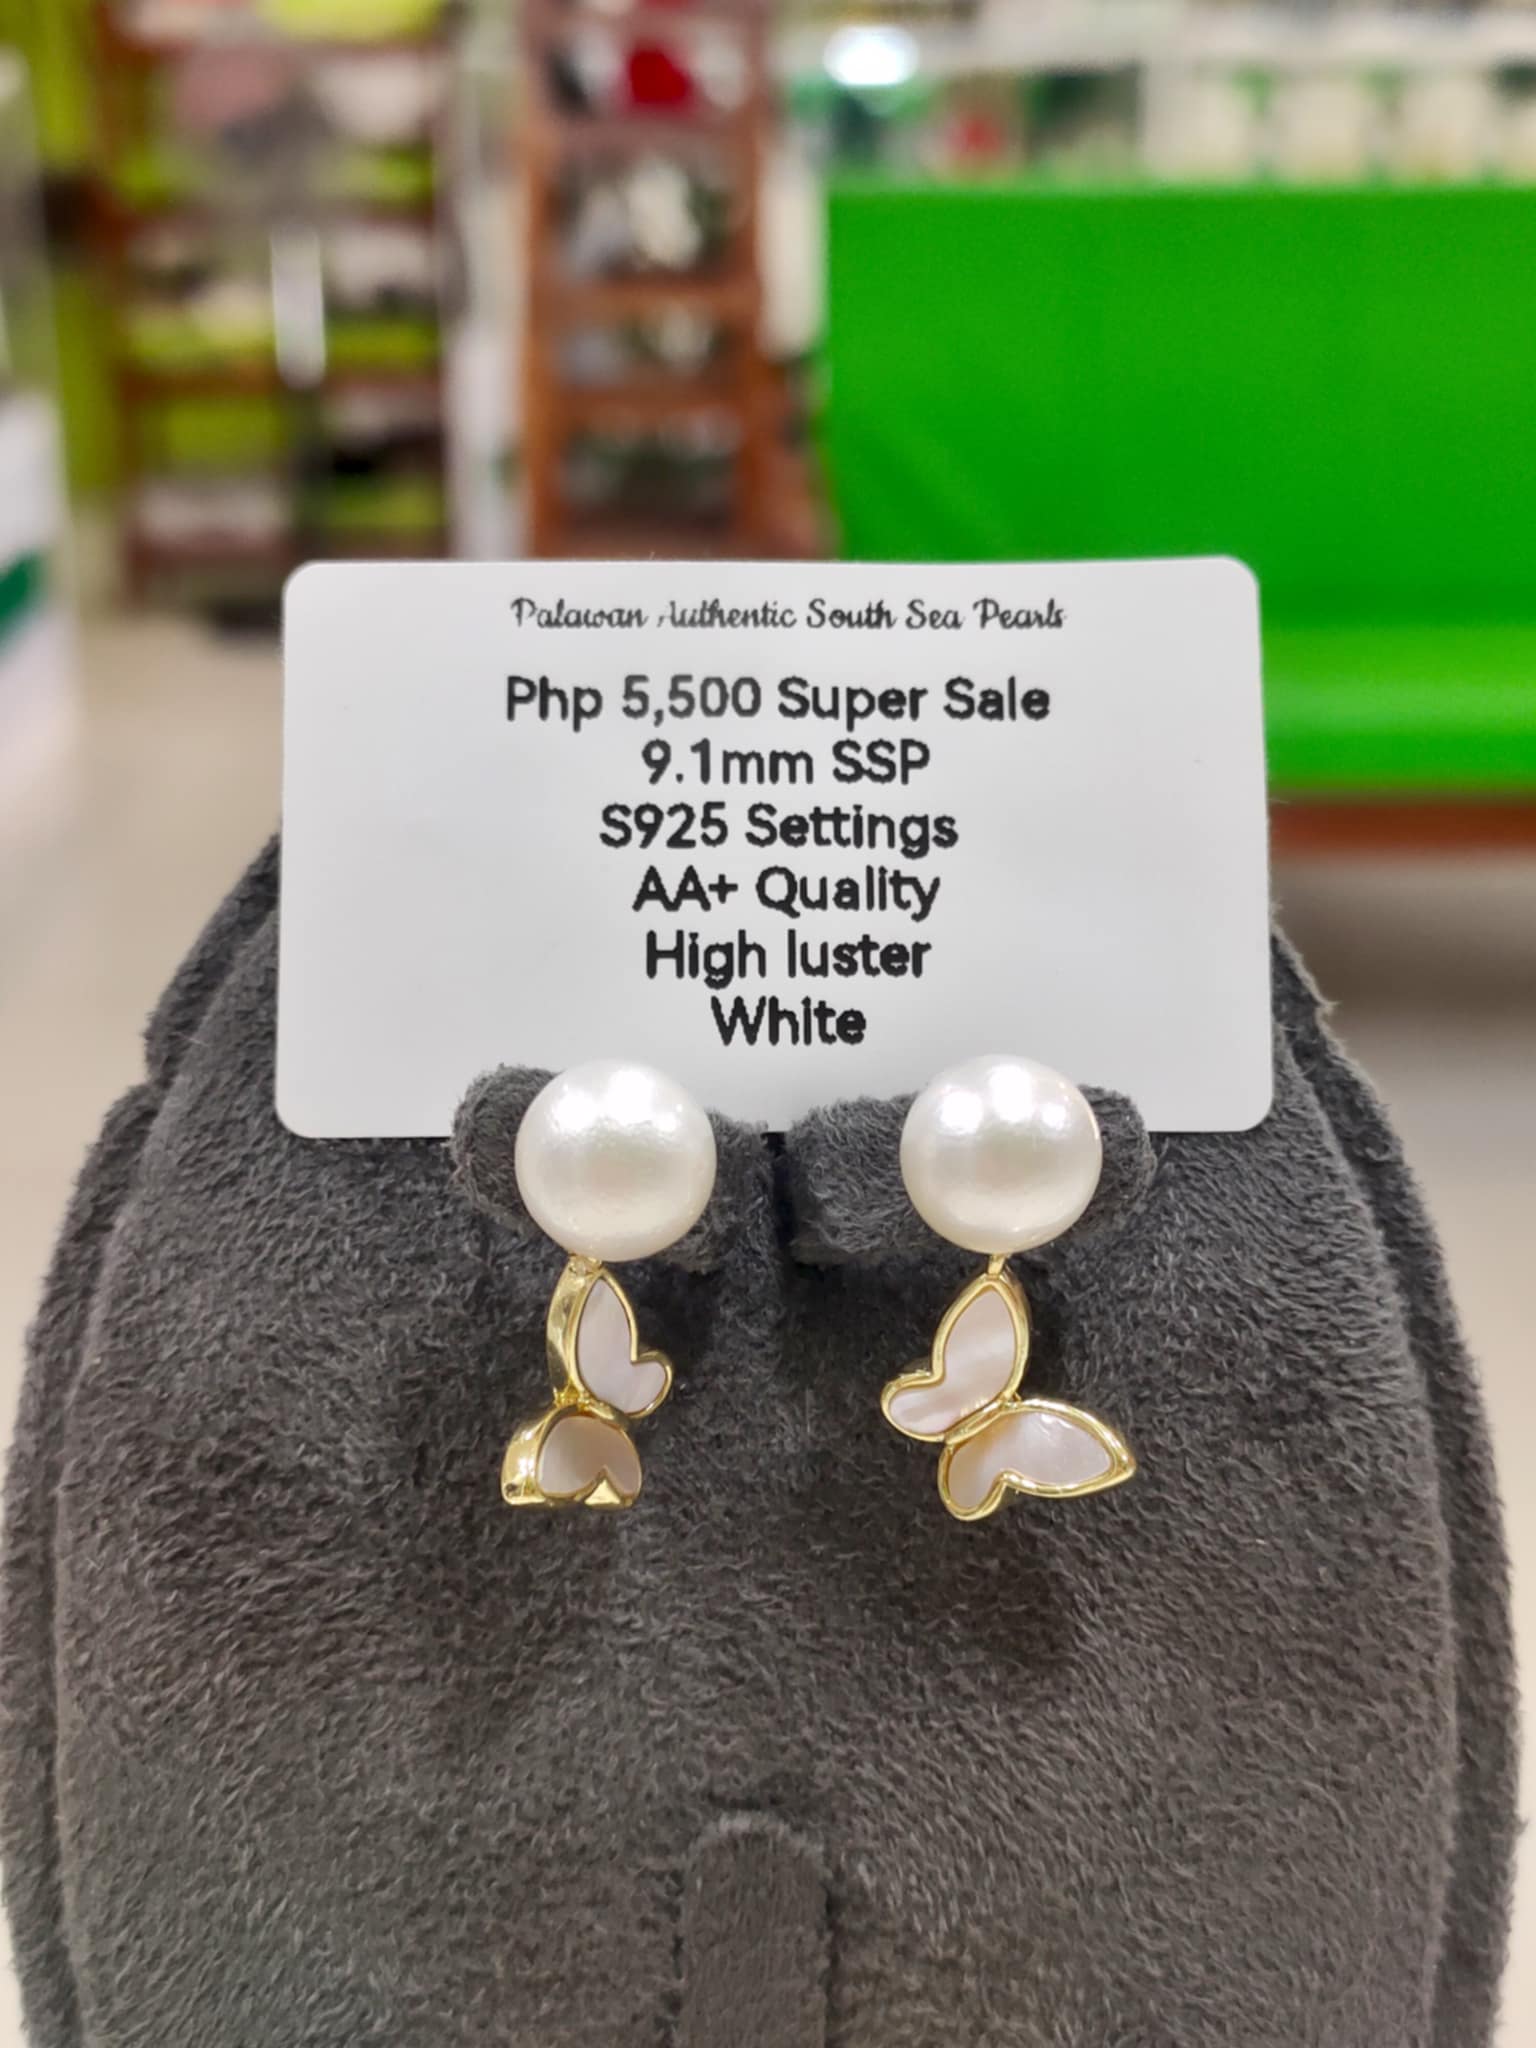 Palawan Authentic South Sea Pearls
Php 5,500 Super Sale
9.1mm SSP
S925 Settings
AA+ Quality
High luster
White